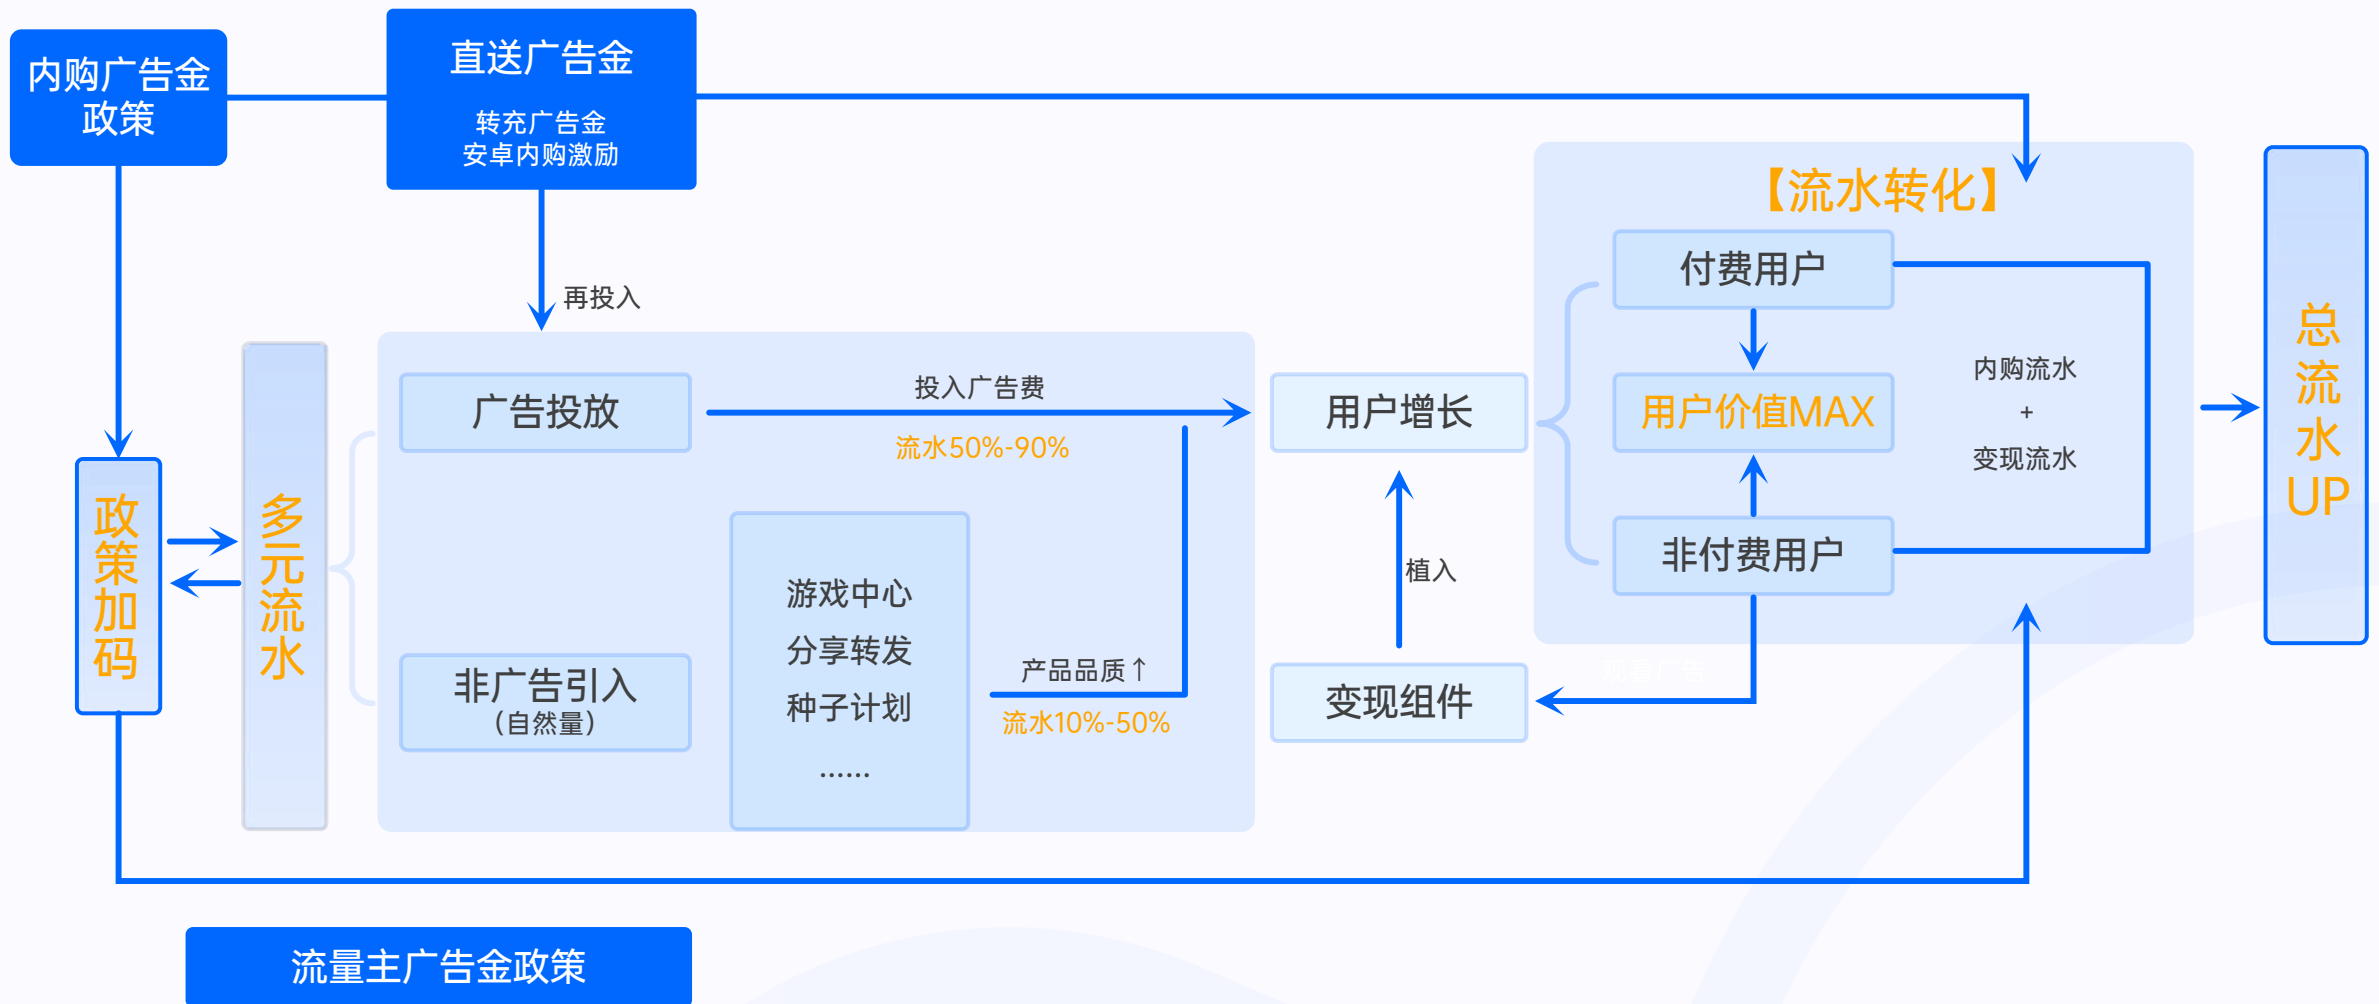 内购广告金
政策
直送广告金
转充广告金
安卓内购激励
再投入
政策加码
多元流水
广告投放
投入广告费
流水50%-90%
非广告引入
（自然量）
游戏中心
分享转发
种子计划
……
产品品质↑
流水10%-50%
用户增长
植入
变现组件
【流水转化】
付费用户
用户价值MAX
非付费用户
内购流水
+
变现流水
观看广告
总流水UP
流量主广告金政策